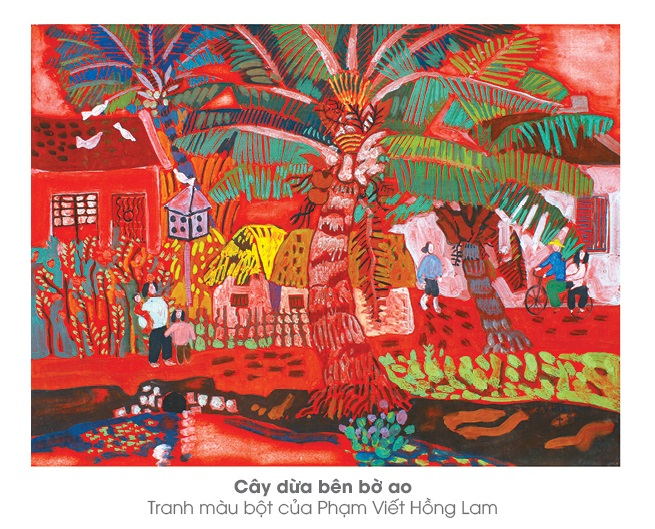 Cây dừa bên bờ ao
Tranh màu bột của Phạm Viết Hồng Lam